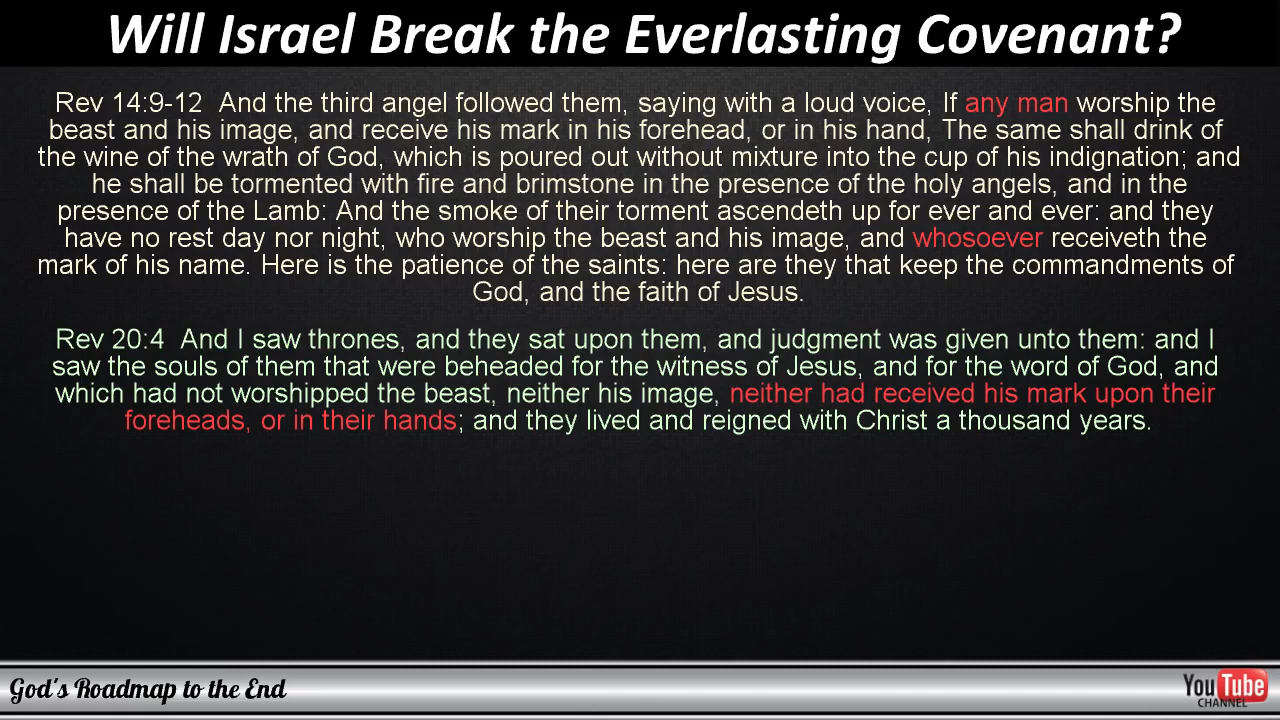 Will Israel Break the Everlasting Covenant?
Rev 14:9-12  And the third angel followed them, saying with a loud voice, If any man worship the
beast and his image, and receive his mark in his forehead, or in his hand, The same shall drink of
the wine of the wrath of God, which is poured out without mixture into the cup of his indignation; and
he shall be tormented with fire and brimstone in the presence of the holy angels, and in the
presence of the Lamb: And the smoke of their torment ascendeth up for ever and ever: and they
have no rest day nor night, who worship the beast and his image, and whosoever receiveth the
mark of his name. Here is the patience of the saints: here are they that keep the commandments of
God, and the faith of Jesus.
Rev 20:4  And I saw thrones, and they sat upon them, and judgment was given unto them: and I
saw the souls of them that were beheaded for the witness of Jesus, and for the word of God, and
which had not worshipped the beast, neither his image, neither had received his mark upon their
foreheads, or in their hands; and they lived and reigned with Christ a thousand years.
God's Roadmap to the End
YouTube
CHANNEL